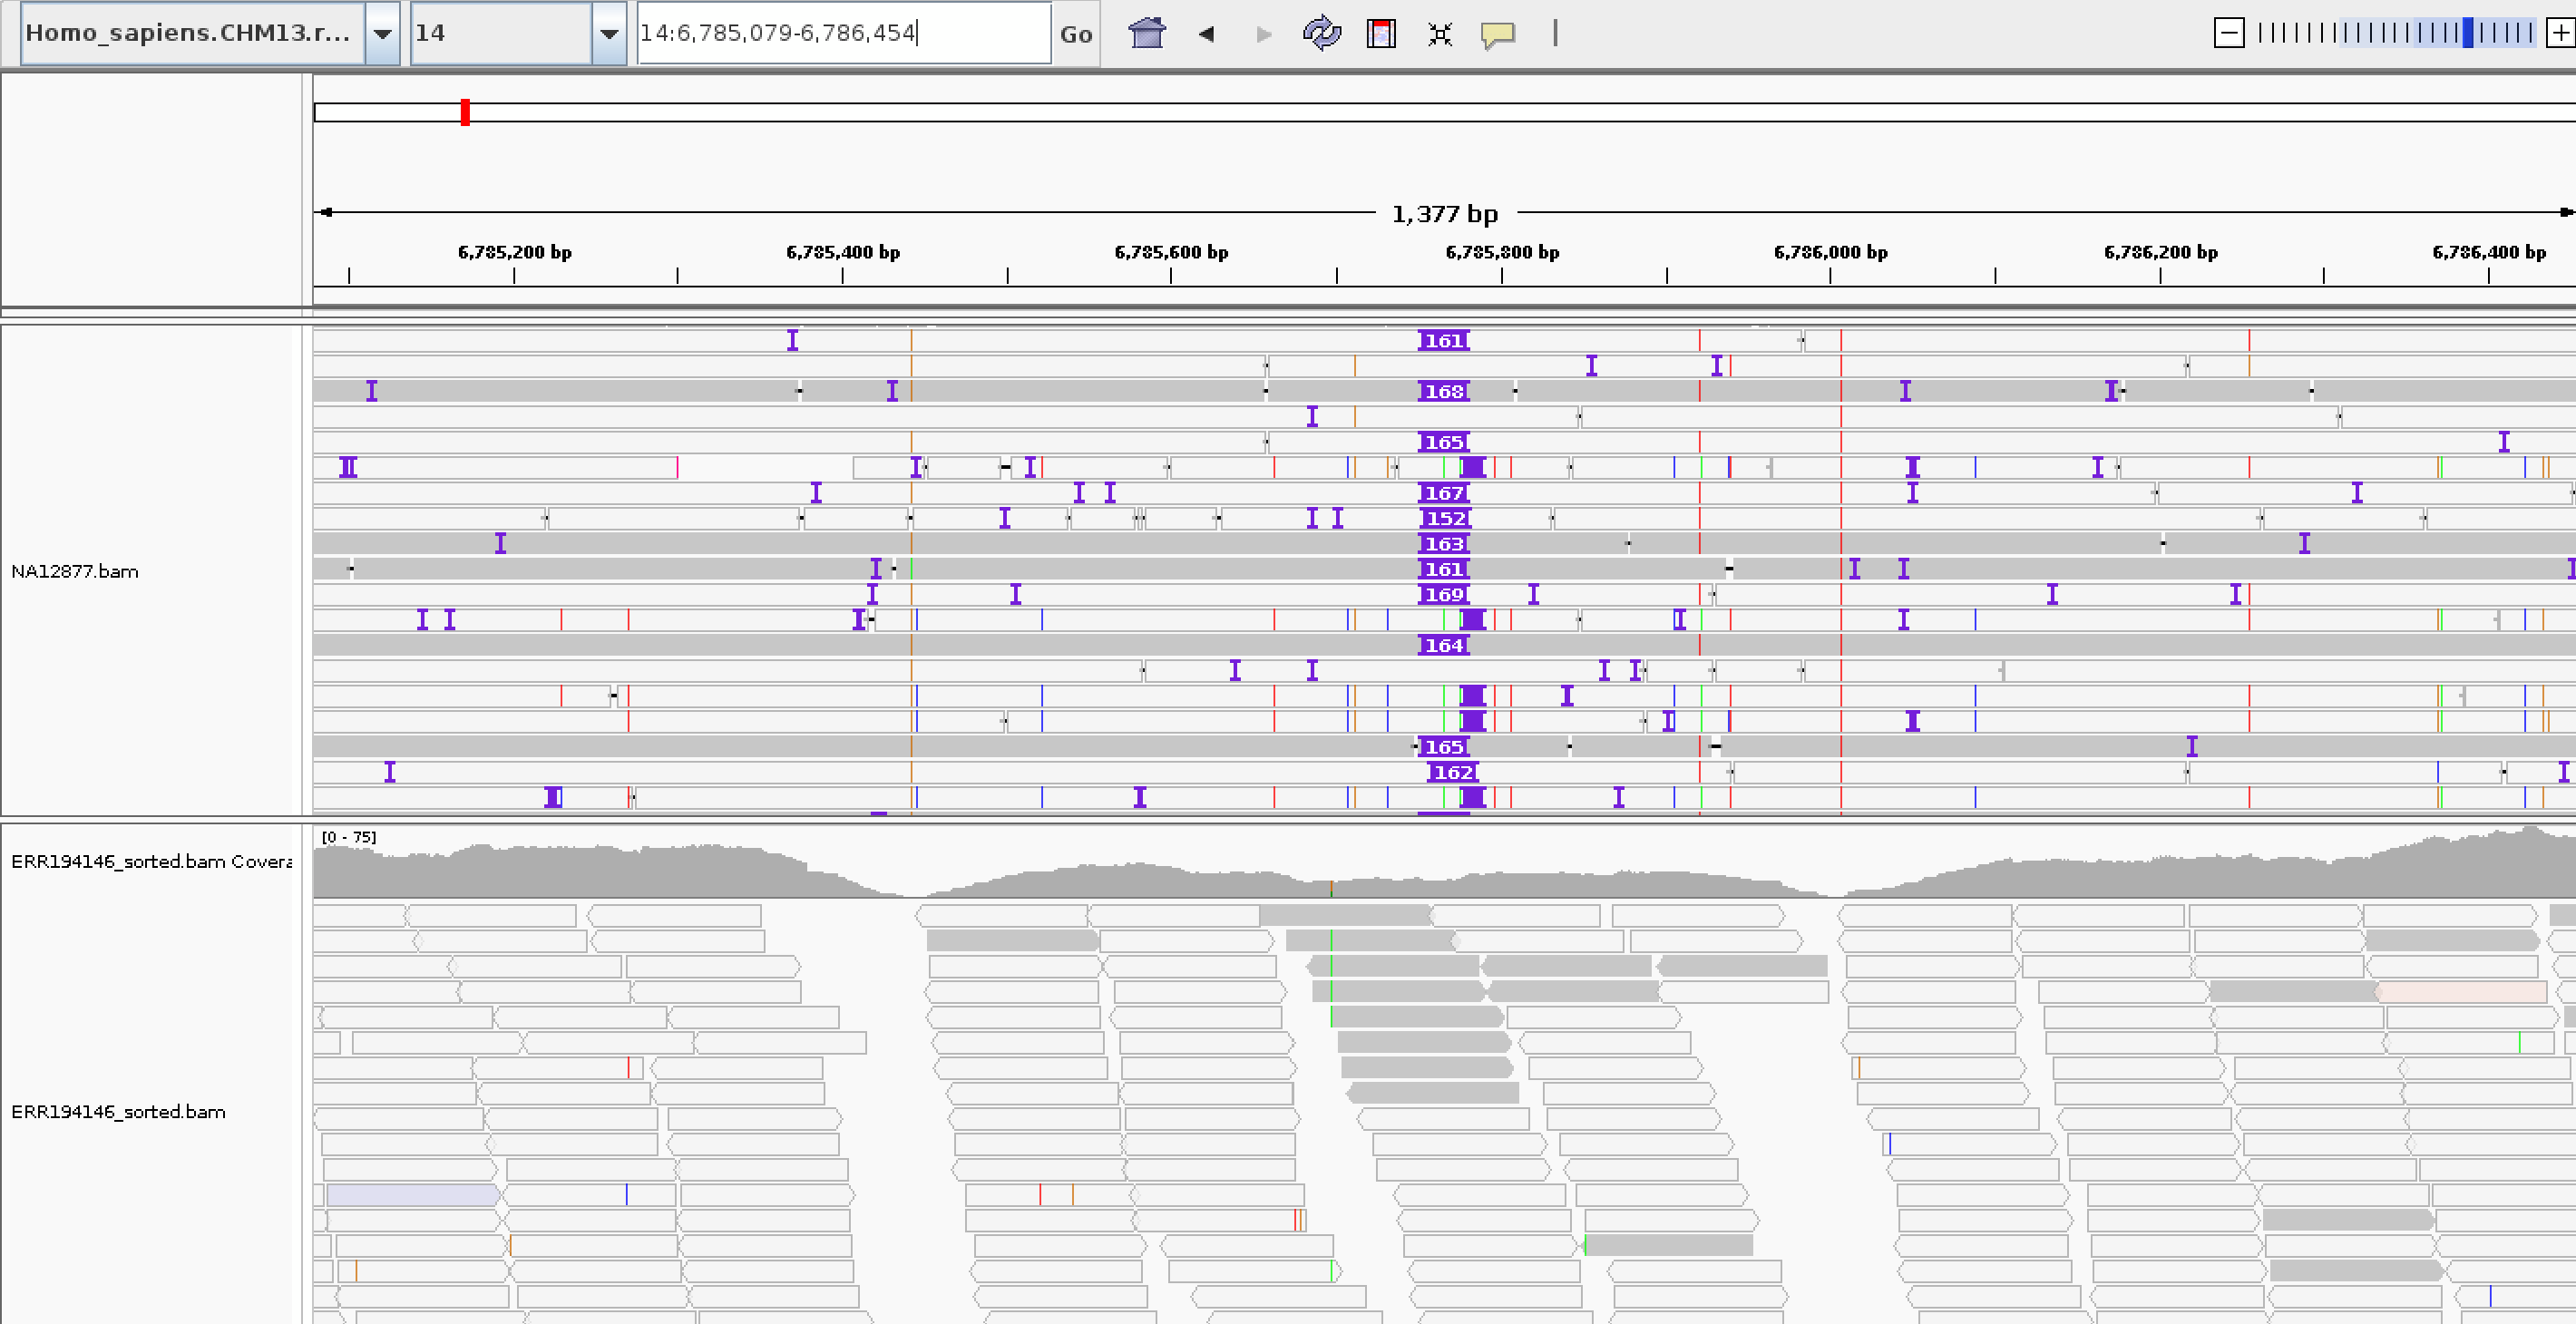 Homo_sapiens.CHM13.r... 14 14:6,785,079-6,786,454 Go
1,377 bp
6,785,200 bp 6,785,400 bp 6,785,600 bp 6,785,800 bp 6,786,000 bp 6,786,200 bp 6,786,400 bp
161
168
165
167
152
163
NA12877.bam
161
169
164
165
162
[0 - 75]
ERR194146_sorted.bam Covera
ERR194146_sorted.bam